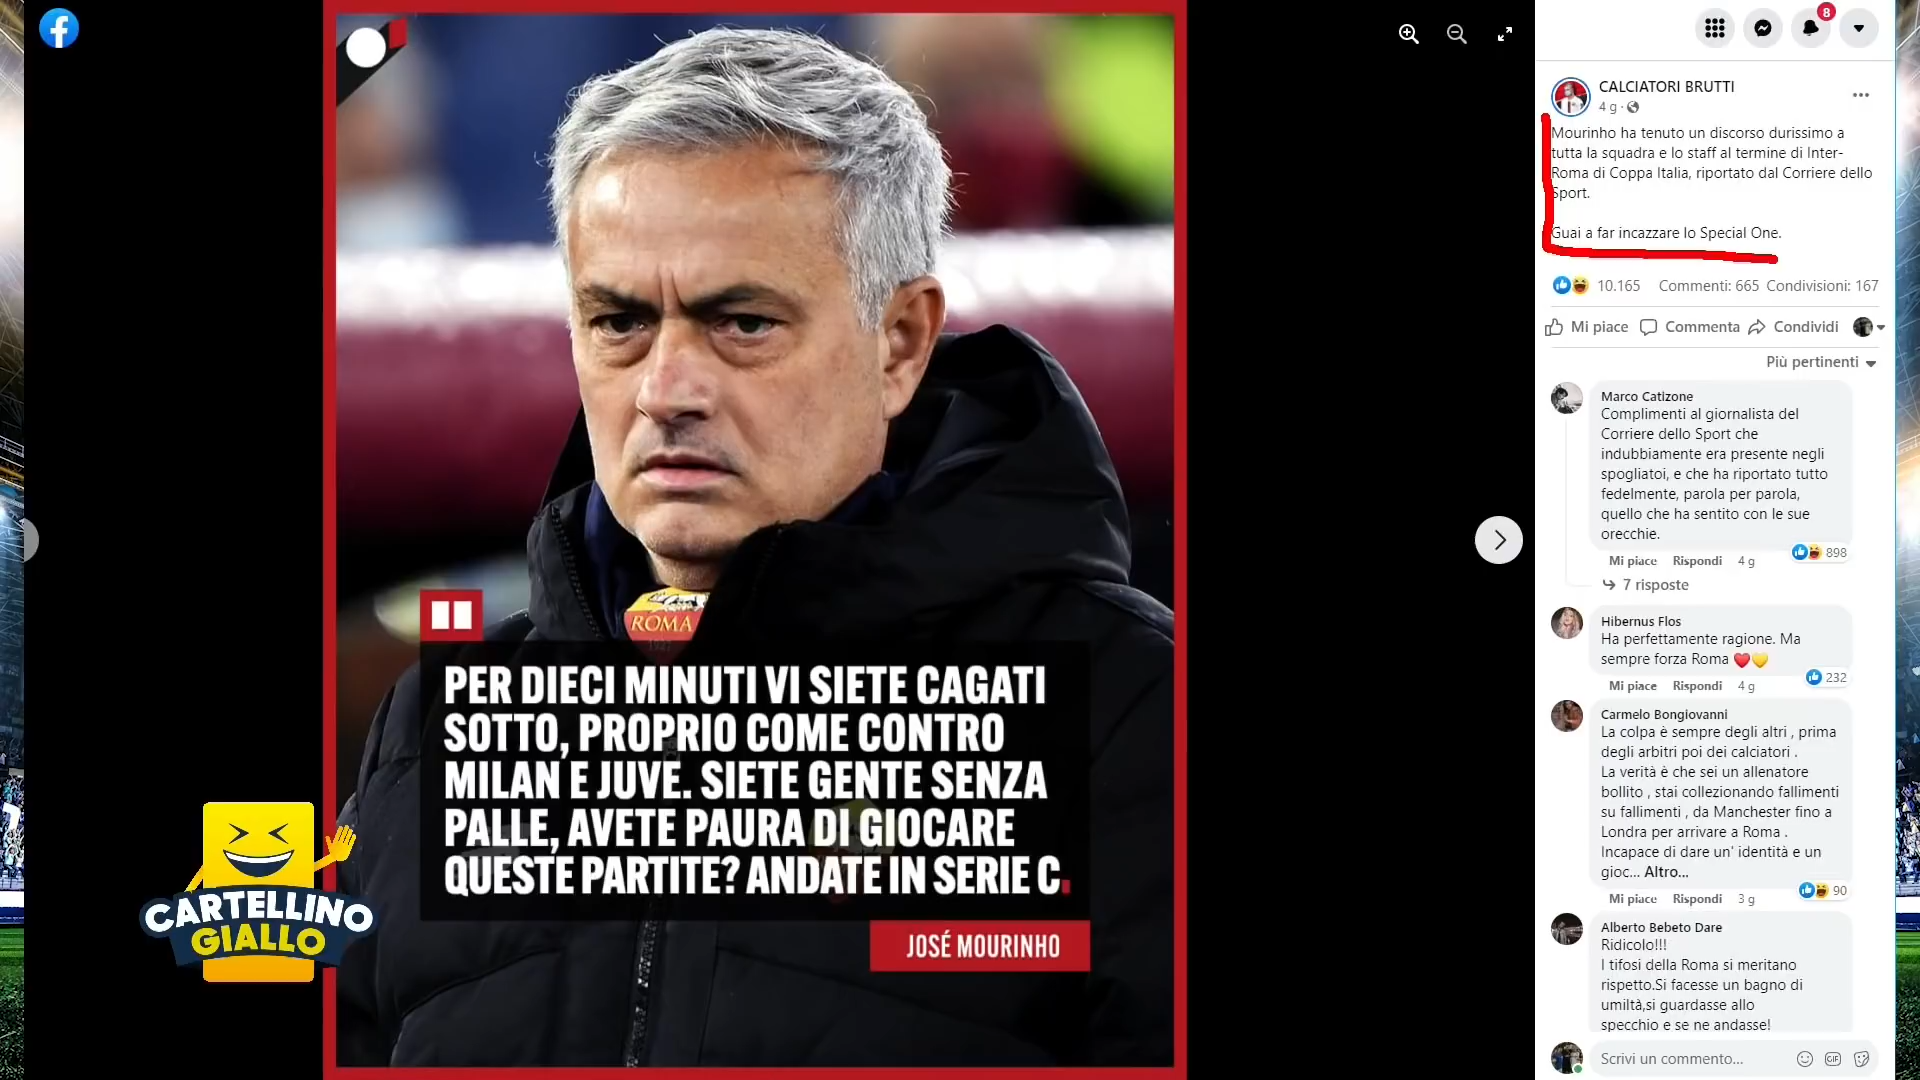 8
CALCIATORI BRUTTI
4 g
Mourinho ha tenuto un discorso durissimo a
tutta la squadra e lo staff al termine di Inter-
Roma di Coppa Italia, riportato dal Corriere dello
Sport.
Guai a far incazzare lo Special One.
10.165 Commenti: 665 Condivisioni: 167
Mi piace Commenta Condividi
Più pertinenti
Marco Catizone
Complimenti al giornalista del
Corriere dello Sport che
indubbiamente era presente negli
spogliatoi, e che ha riportato tutto
fedelmente, parola per parola,
quello che ha sentito con le sue
orecchie.
898
Mi piace Rispondi 4 g
7 risposte
Hibernus Flos
Ha perfettamente ragione. Ma
sempre forza Roma ❤️💛
232
Mi piace Rispondi 4 g
Carmelo Bongiovanni
La colpa è sempre degli altri , prima
degli arbitri poi dei calciatori .
La verità è che sei un allenatore
bollito , stai collezionando fallimenti
su fallimenti , da Manchester fino a
Londra per arrivare a Roma .
Incapace di dare un' identità e un
gioc... Altro...
90
Mi piace Rispondi 3 g
Alberto Bebeto Dare
Ridicolo!!!
I tifosi della Roma si meritano
rispetto.Si facesse un bagno di
umiltà,si guardasse allo
specchio e se ne andasse!
Scrivi un commento...
GIF
ROMA
1927
PER DIECI MINUTI VI SIETE CAGATI
SOTTO, PROPRIO COME CONTRO
MILAN E JUVE. SIETE GENTE SENZA
PALLE, AVETE PAURA DI GIOCARE
QUESTE PARTITE? ANDATE IN SERIE C.
JOSÉ MOURINHO
CARTELLINO
GIALLO